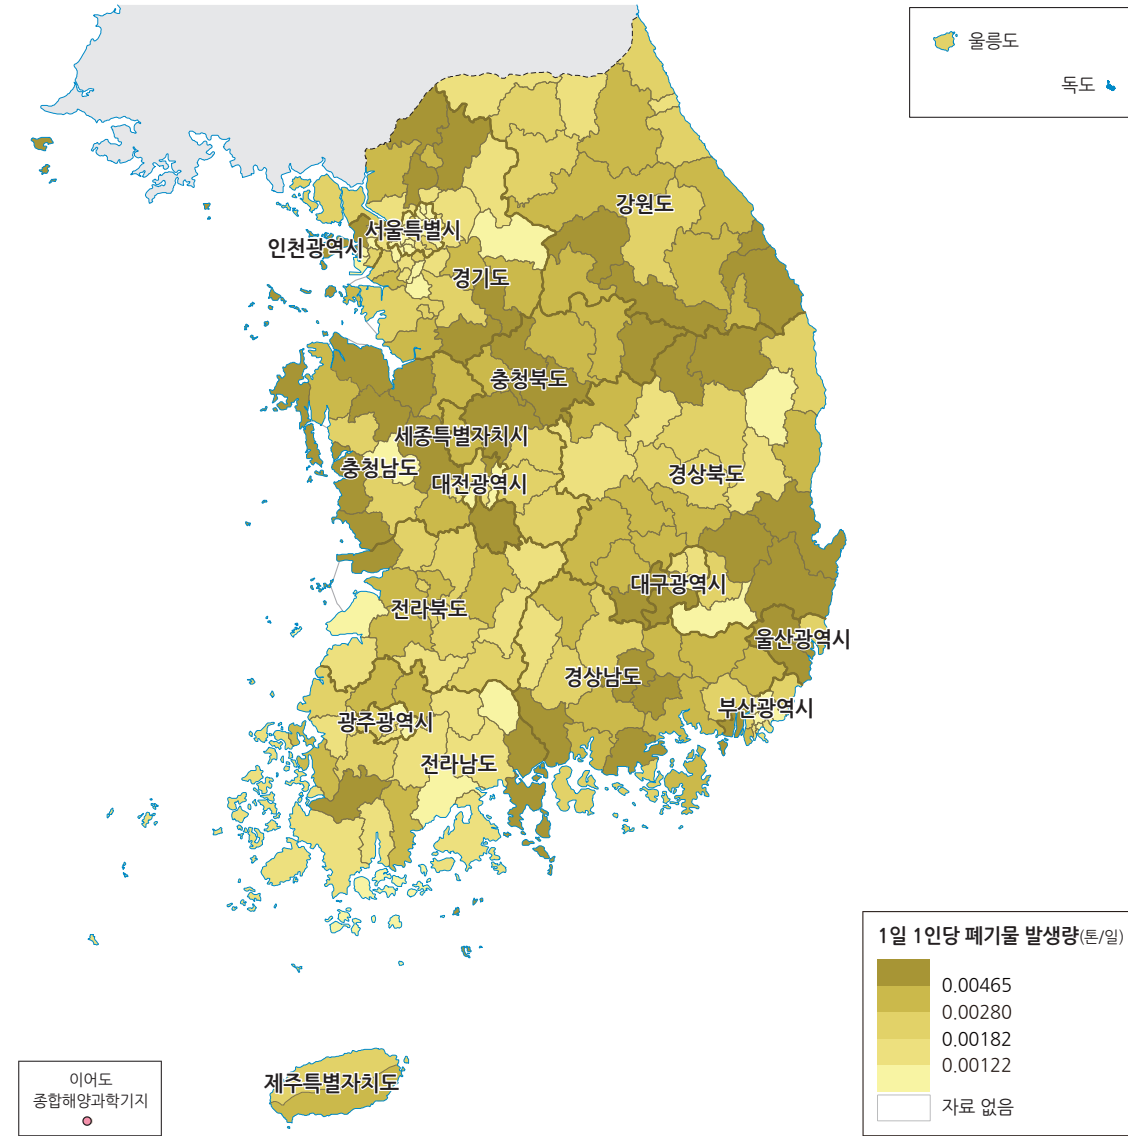 울릉도
독도
강원도
서울특별시
인천광역시
경기도
충청북도
세종특별자치시
충청남도
경상북도
대전광역시
대구광역시
전라북도
울산광역시
경상남도
부산광역시
광주광역시
전라남도
제주특별자치도
1일 1인당 폐기물 발생량(톤/일)
0.00465
0.00280
0.00182
0.00122
자료 없음
이어도
종합해양과학기지